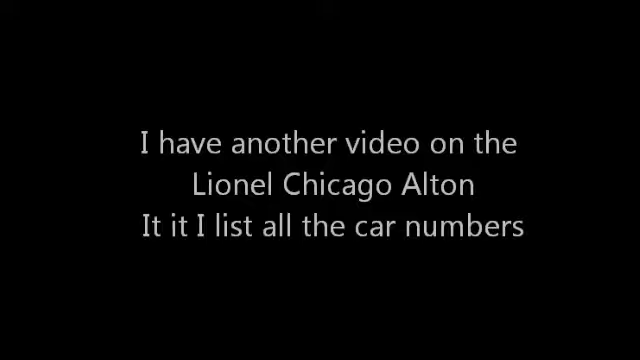 I have another video on the
Lionel Chicago Alton
It it I list all the car numbers